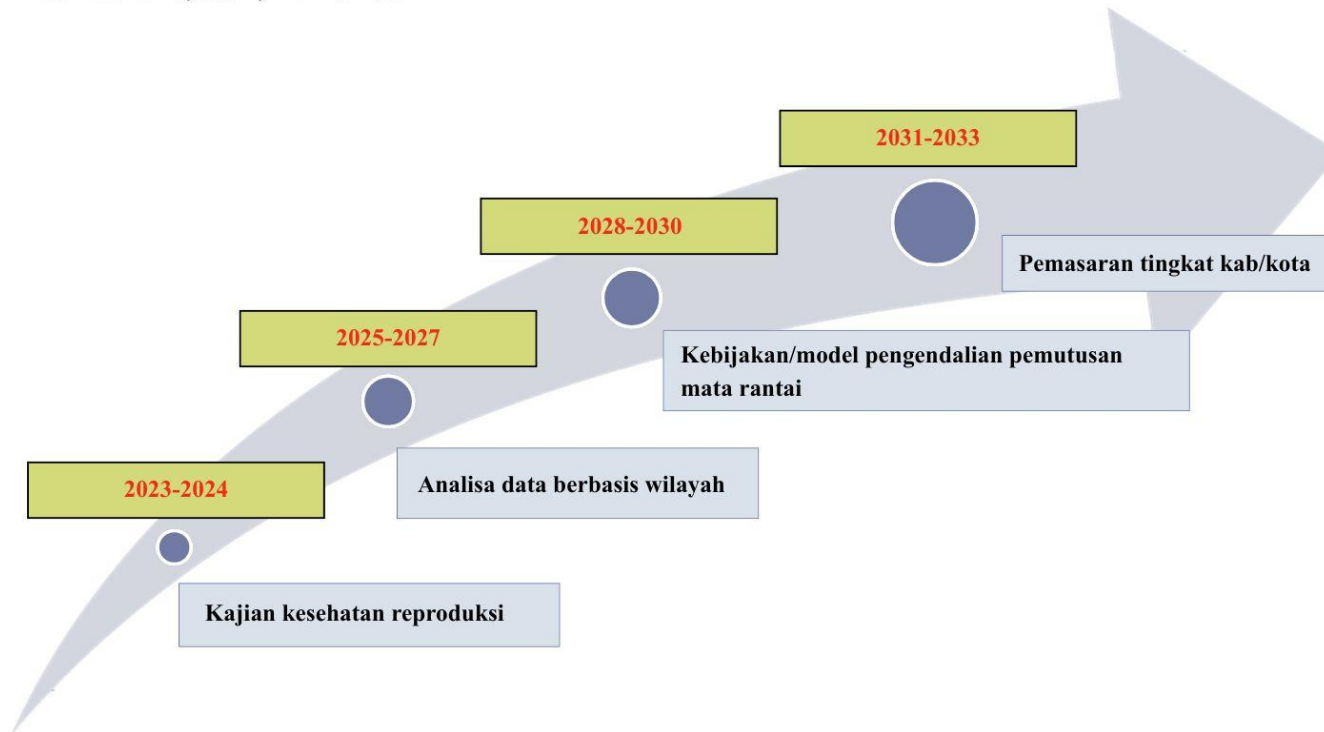 2023-2024
Kajian kesehatan reproduksi
2025-2027
Analisa data berbasis wilayah
2028-2030
Kebijakan/model pengendalian pemutusan
mata rantai
2031-2033
Pemasaran tingkat kab/kota